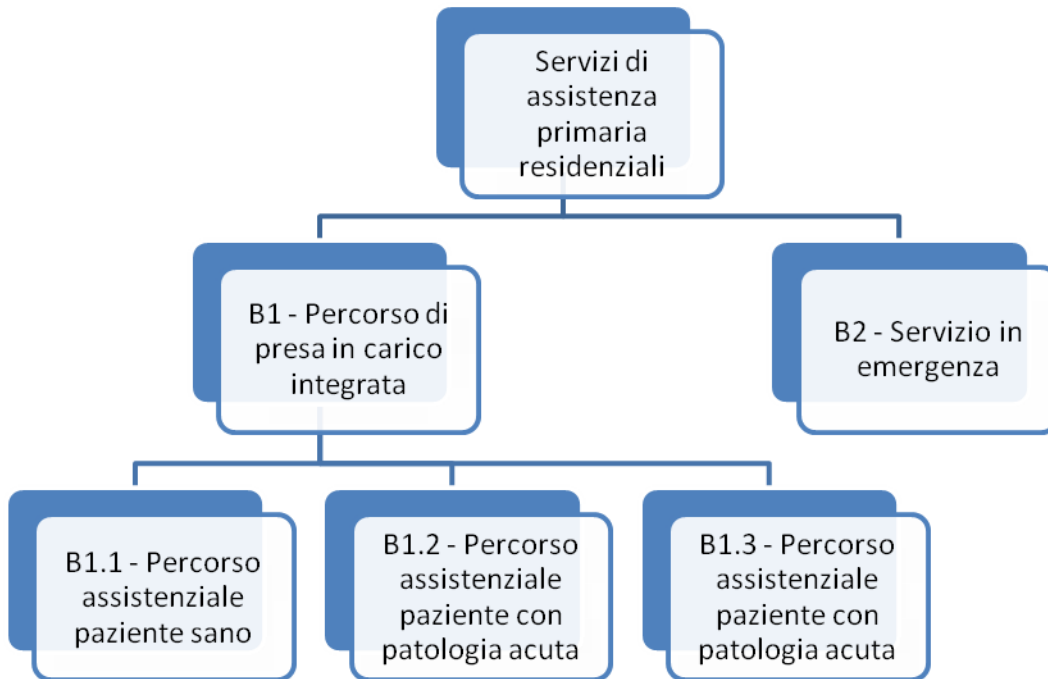 Servizi di
assistenza
primaria
residenziali
B1 - Percorso di
presa in carico
integrata
B2 - Servizio in
emergenza
B1.1 - Percorso
assistenziale
paziente sano
B1.2 - Percorso
assistenziale
paziente con
patologia acuta
B1.3 - Percorso
assistenziale
paziente con
patologia acuta